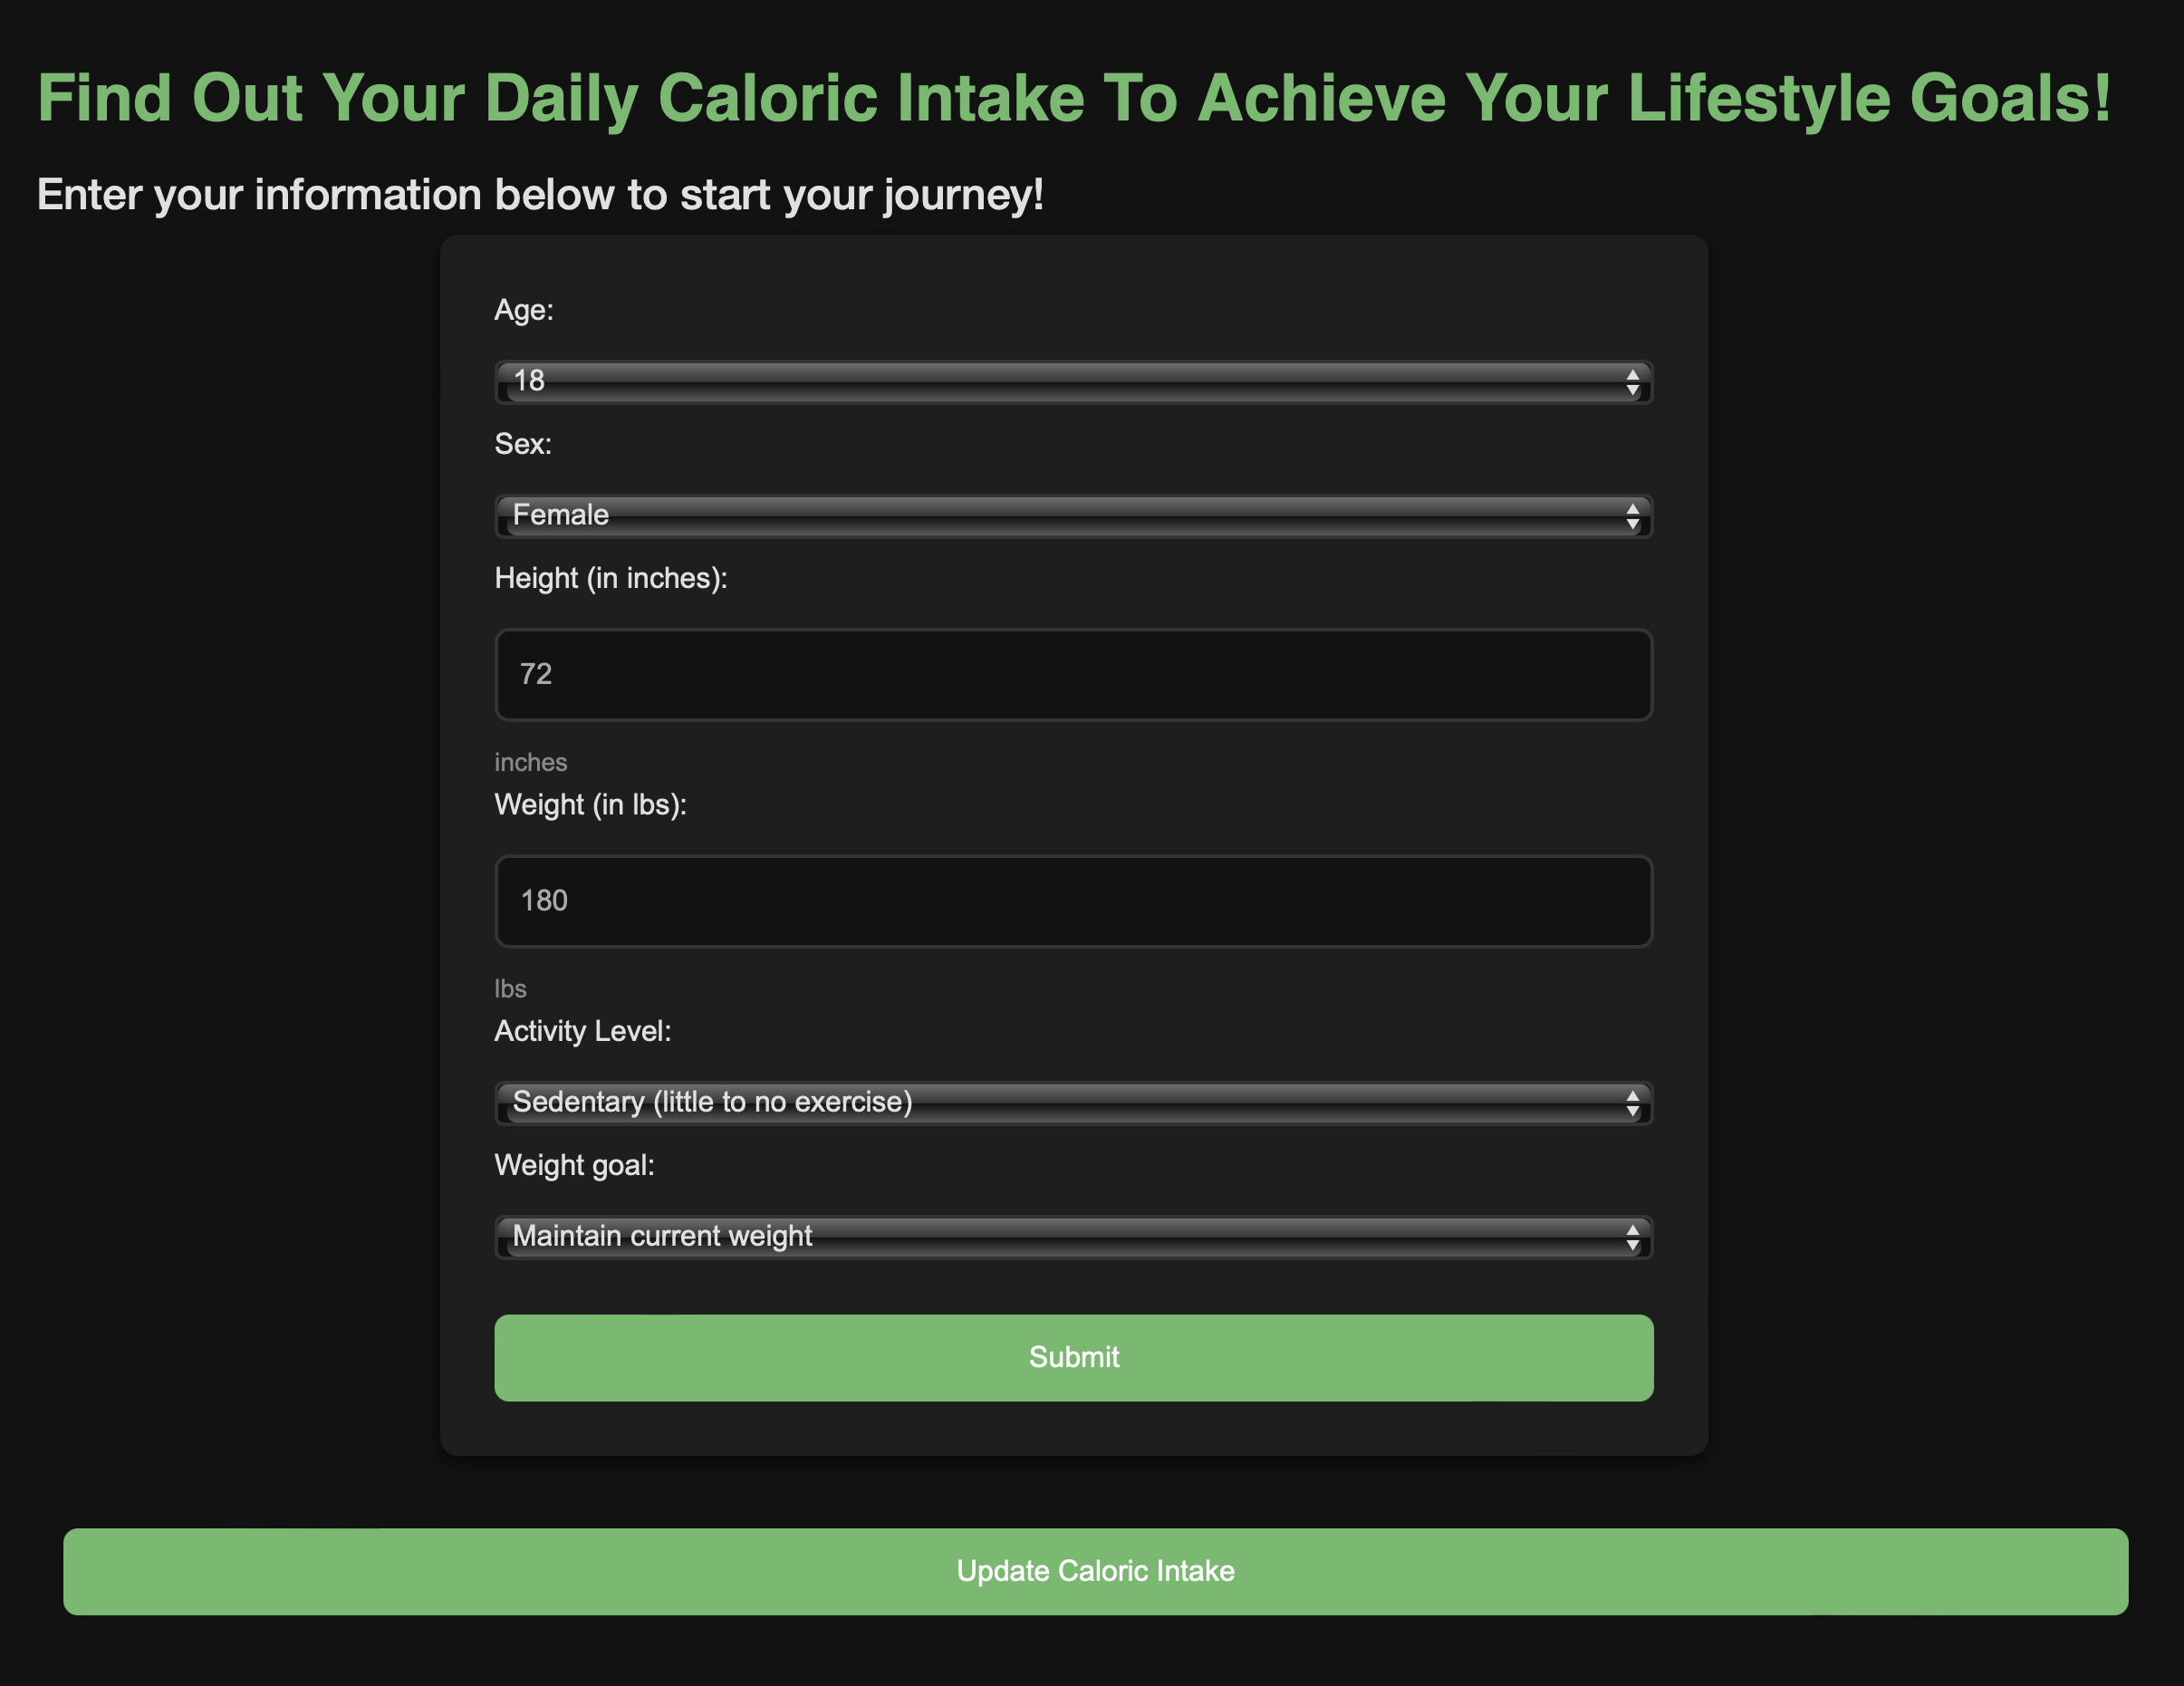 Find Out Your Daily Caloric Intake To Achieve Your Lifestyle Goals!
Enter your information below to start your journey!
Age:
18
Sex:
Female
Height (in inches):
72
inches
Weight (in lbs):
180
lbs
Activity Level:
Sedentary (little to no exercise)
Weight goal:
Maintain current weight
Submit
Update Caloric Intake